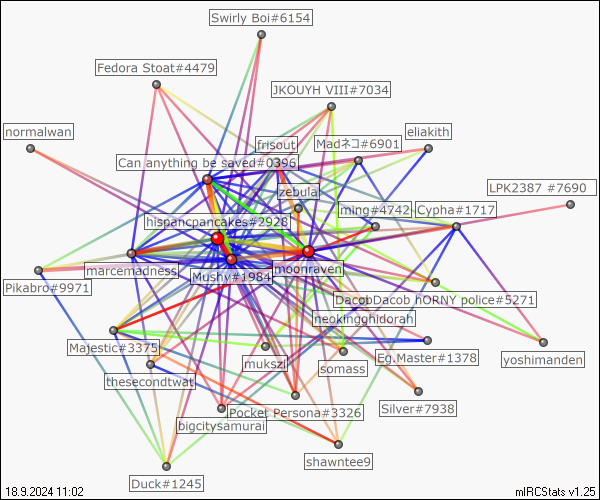 Swirly Boi#6154
Fedora Stoat#4479
JKOUYH VIII#7034
normalwan
frisout
Madネコ#6901
eliakith
Can anything be saved#0396
zebula
LPK2387 #7690
hispancpancakes#2928
ming#4742
Cypha#1717
marcemadness
Mushy#1984
moonraven
Pikabro#9971
DacobDacob
hORNY police#5271
neokingghidorah
Majestic#3375
mukszi
somass
Eg.Master#1378
yoshimanden
thesecondtwat
bigcitysamurai
Pocket Persona#3326
Silver#7938
shawntee9
Duck#1245
18.9.2024 11:02
mIRCStats v1.25